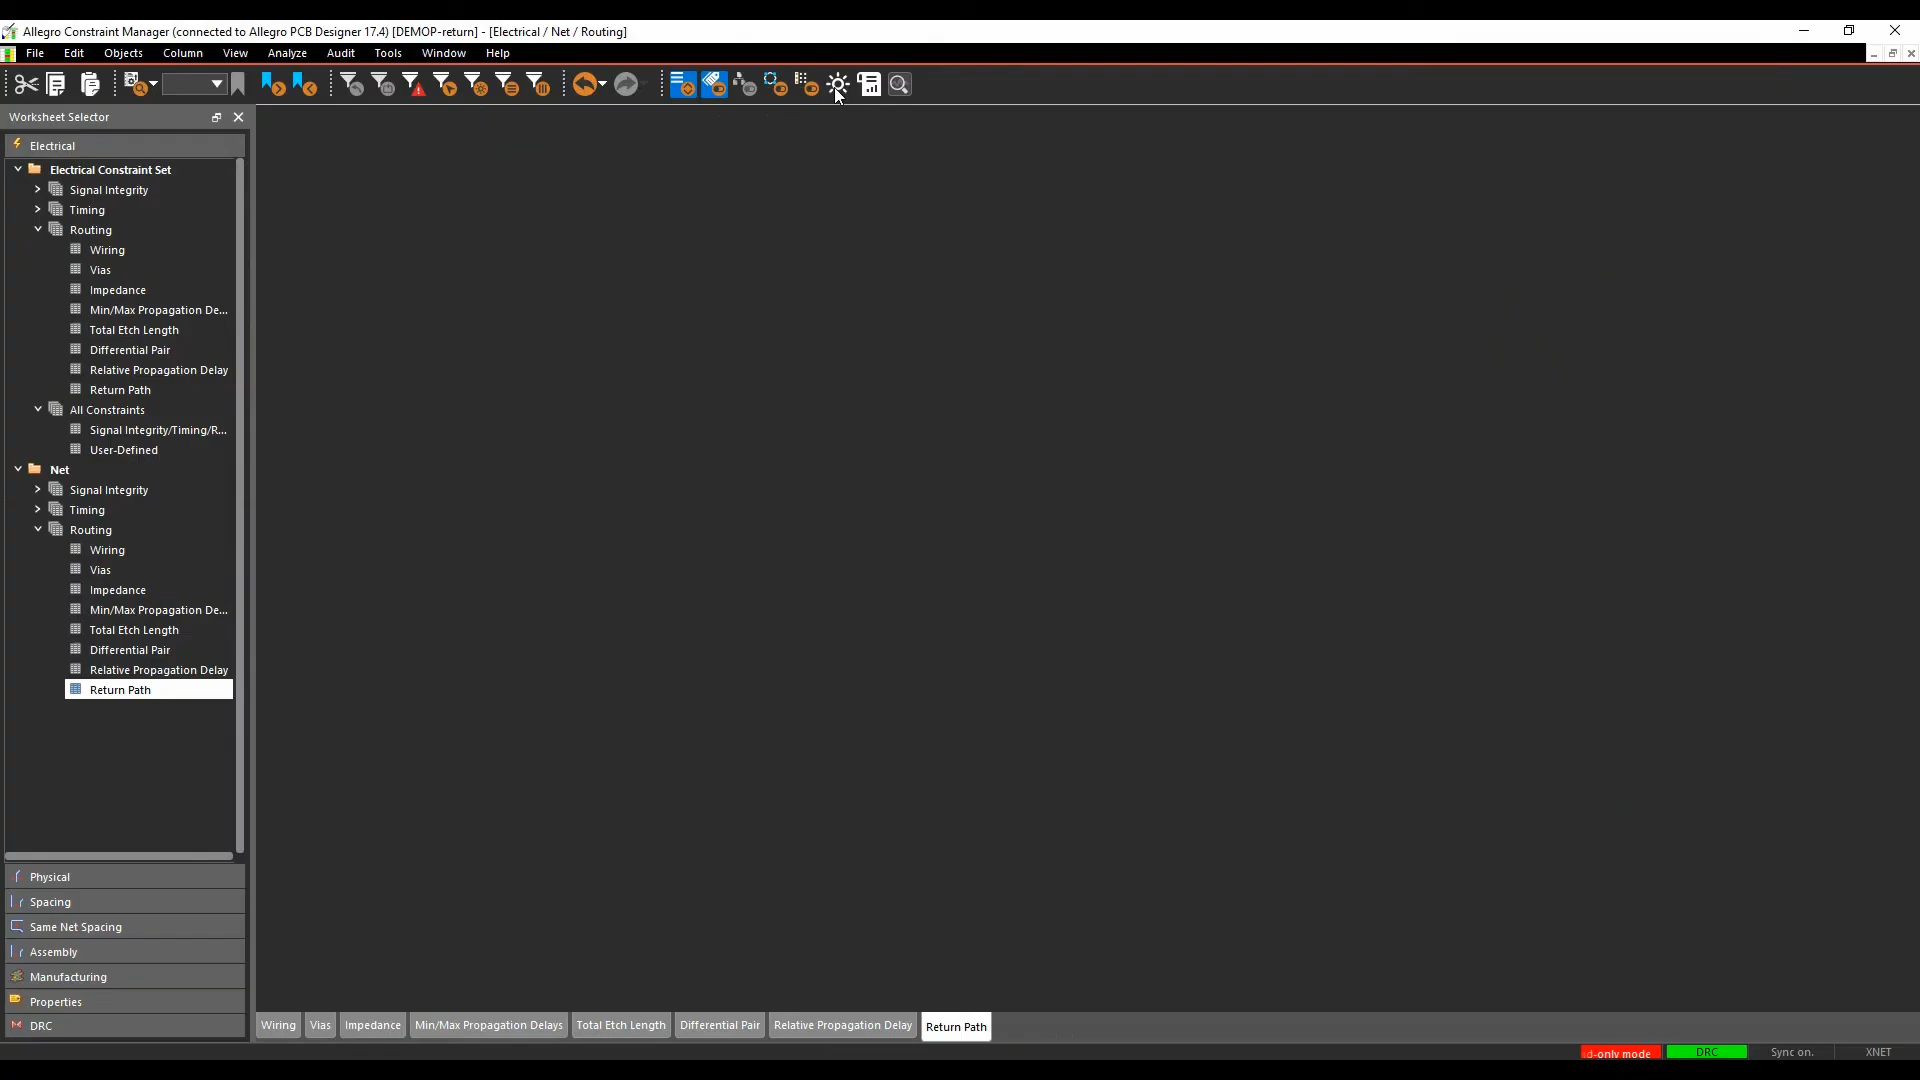 Allegro Constraint Manager (connected to Allegro PCB Designer 17.4) [DEMOP-return] - [Electrical / Net / Routing]
File Edit Objects Column View Analyze Audit Tools Window Help
Worksheet Selector
Electrical
Electrical Constraint Set
Signal Integrity
Timing
Routing
Wiring
Vias
Impedance
Min/Max Propagation De...
Total Etch Length
Differential Pair
Relative Propagation Delay
Return Path
All Constraints
Signal Integrity/Timing/R...
User-Defined
Net
Signal Integrity
Timing
Routing
Wiring
Vias
Impedance
Min/Max Propagation De...
Total Etch Length
Differential Pair
Relative Propagation Delay
Return Path
Physical
Spacing
Same Net Spacing
Assembly
Manufacturing
Properties
DRC
Wiring Vias Impedance Min/Max Propagation Delays Total Etch Length Differential Pair Relative Propagation Delay Return Path
d-only mode DRC Sync on. XNET